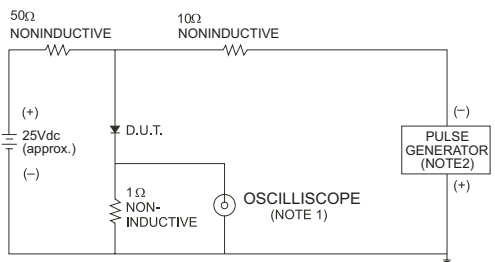 50Ω
NONINDUCTIVE
10Ω
NONINDUCTIVE
(+)
25Vdc
(approx.)
(–)
D.U.T.
1Ω
NON-
INDUCTIVE
OSCILLISCOPE
(NOTE 1)
(–)
PULSE
GENERATOR
(NOTE2)
(+)